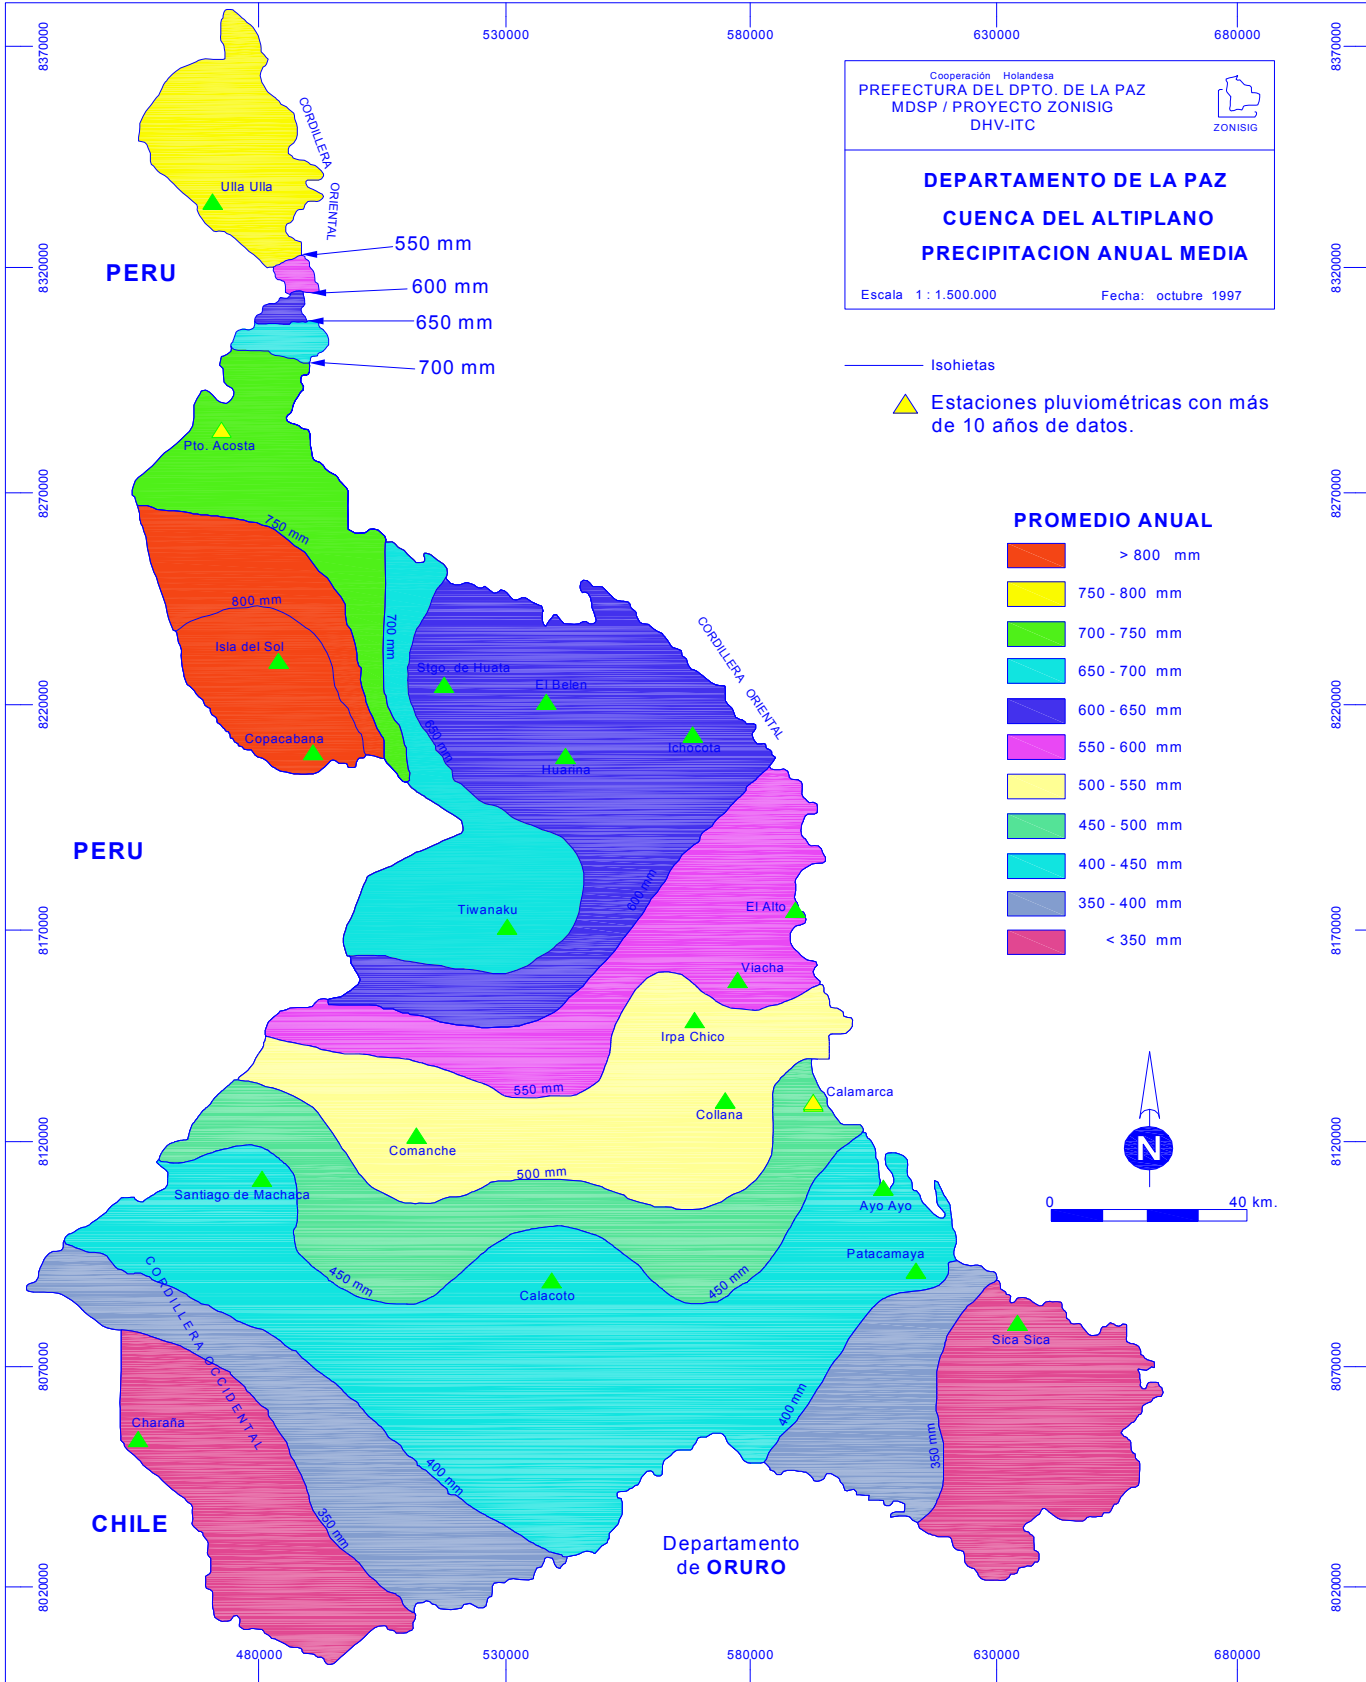 530000
580000
630000
680000
8370000
8370000
Cooperación Holandesa
PREFECTURA DEL DPTO. DE LA PAZ
MDSP / PROYECTO ZONISIG
DHV-ITC
ZONISIG
DEPARTAMENTO DE LA PAZ
CUENCA DEL ALTIPLANO
PRECIPITACION ANUAL MEDIA
Escala 1 : 1.500.000
Fecha: octubre 1997
CORDILLERA ORIENTAL
Ulla Ulla
550 mm
PERU
8320000
8320000
600 mm
650 mm
700 mm
Isohietas
Estaciones pluviométricas con más
de 10 años de datos.
Pto. Acosta
8270000
8270000
750 mm
PROMEDIO ANUAL
> 800 mm
750 - 800 mm
700 - 750 mm
650 - 700 mm
600 - 650 mm
550 - 600 mm
500 - 550 mm
450 - 500 mm
400 - 450 mm
350 - 400 mm
< 350 mm
800 mm
700 mm
CORDILLERA ORIENTAL
Isla del Sol
Stgo. de Huata
El Belen
8220000
8220000
Copacabana
650 mm
Huarina
Ichocota
PERU
600 mm
Tiwanaku
El Alto
8170000
8170000
Viacha
Irpa Chico
550 mm
Collana
Calamarca
Comanche
8120000
8120000
N
500 mm
Santiago de Machaca
Ayo Ayo
0
40 km.
Patacamaya
CORDILLERA OCCIDENTAL
450 mm
Calacoto
450 mm
Sica Sica
8070000
8070000
400 mm
Charaña
350 mm
400 mm
CHILE
350 mm
Departamento
de ORURO
8020000
8020000
480000
530000
580000
630000
680000